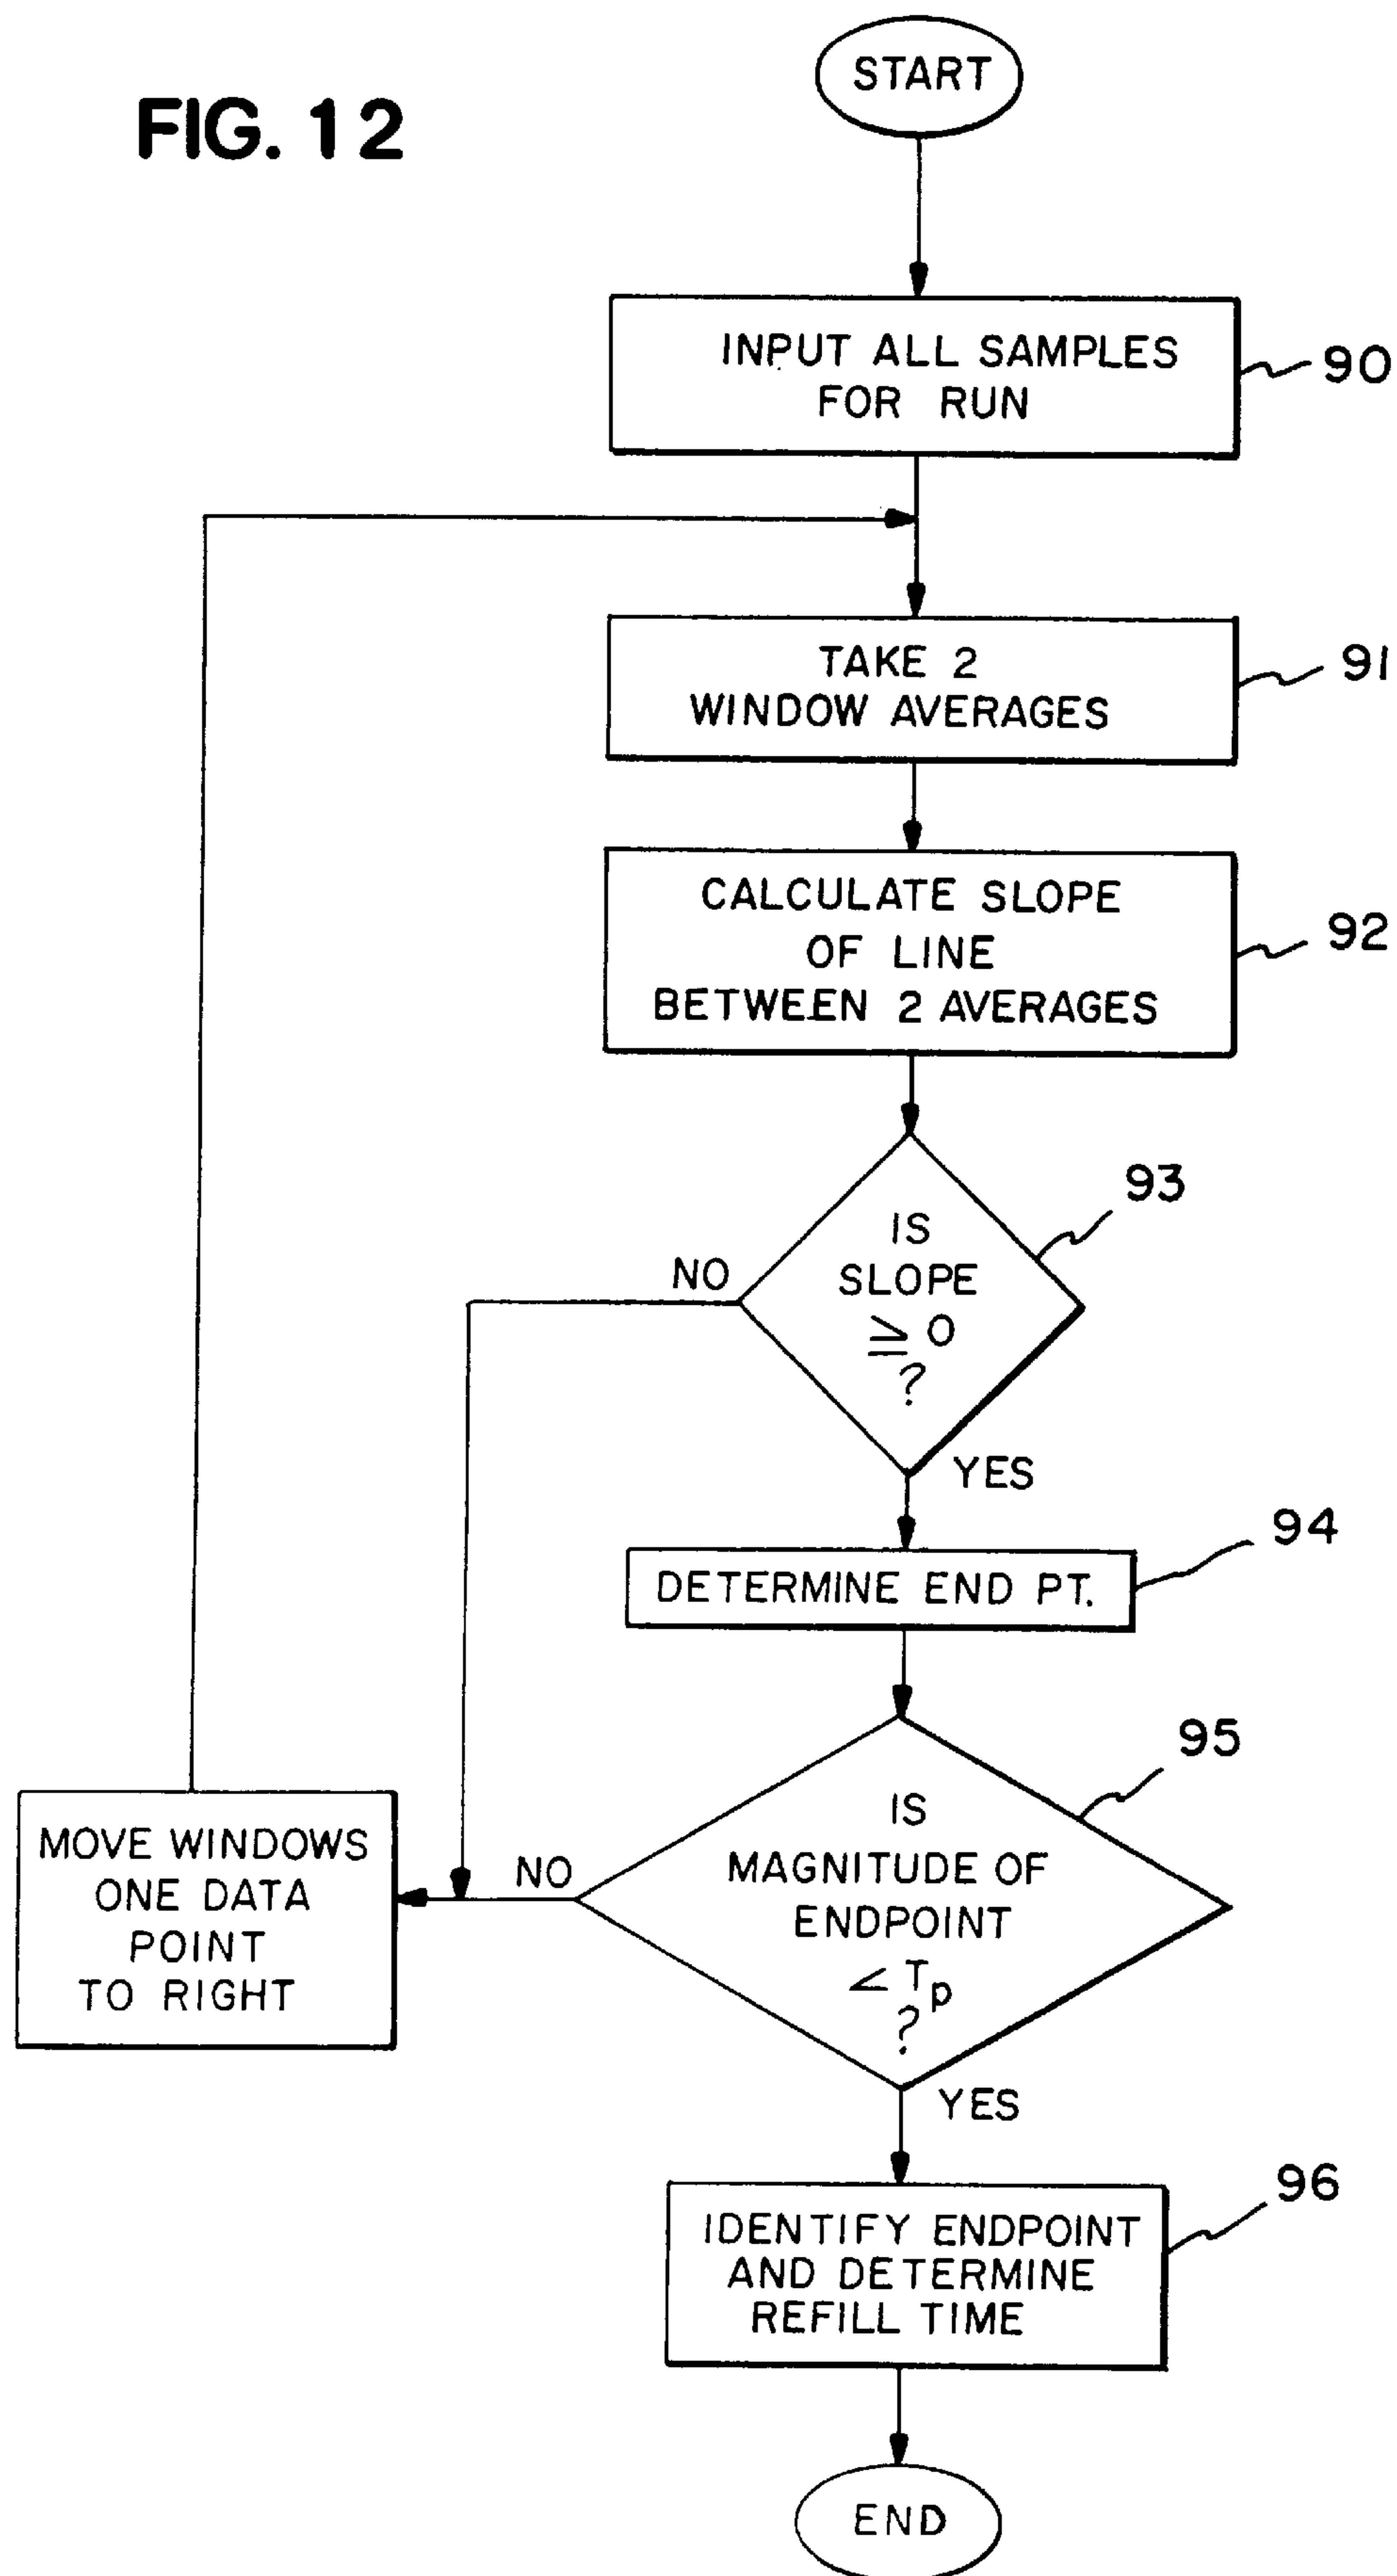 FIG. 12
START
INPUT ALL SAMPLES
FOR RUN
90
TAKE 2
WINDOW AVERAGES
91
CALCULATE SLOPE
OF LINE
BETWEEN 2 AVERAGES
92
93
IS
SLOPE
≥ 0
?
NO
YES
94
DETERMINE END PT.
95
IS
MAGNITUDE OF
ENDPOINT
< Tp
?
NO
MOVE WINDOWS
ONE DATA
POINT
TO RIGHT
YES
96
IDENTIFY ENDPOINT
AND DETERMINE
REFILL TIME
END